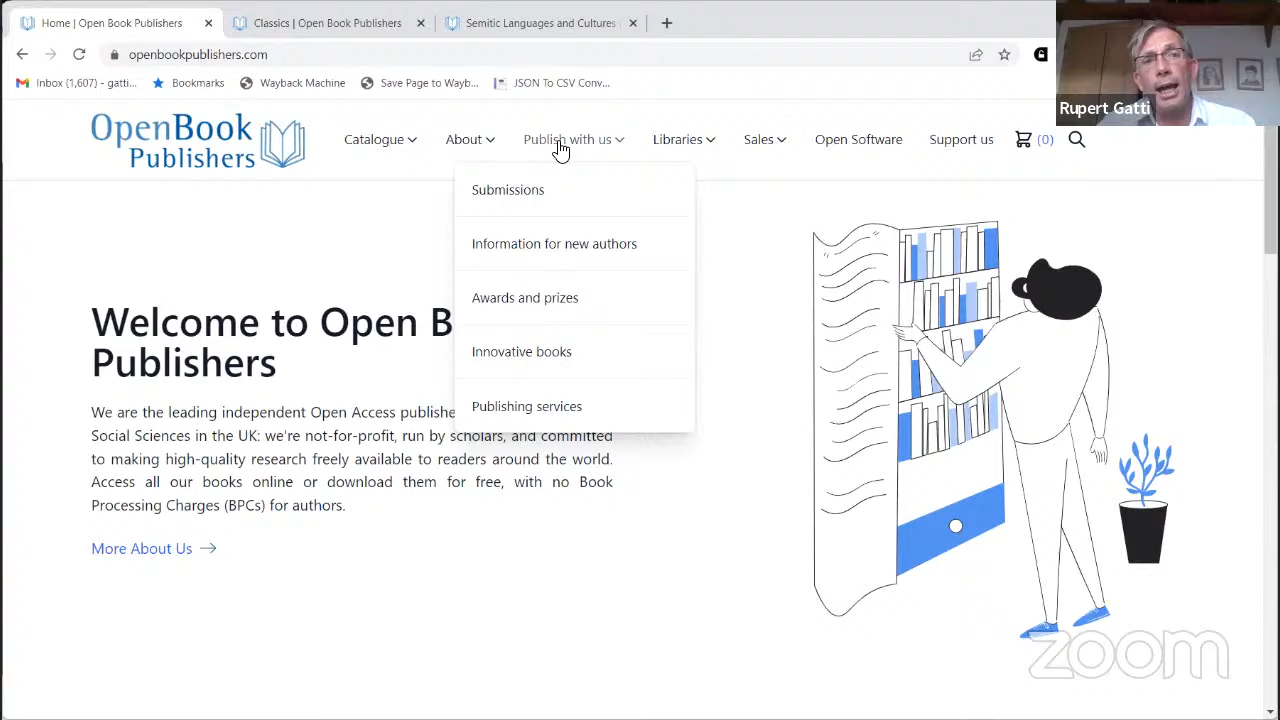 Home | Open Book Publishers
Classics | Open Book Publishers
Semitic Languages and Cultures
openbookpublishers.com
Inbox (1,607) - gatti...
Bookmarks
Wayback Machine
Save Page to Wayb...
JSON To CSV Conv...
Rupert Gatti
OpenBook
Publishers
Catalogue
About
Publish with us
Libraries
Sales
Open Software
Support us
(0)
Submissions
Information for new authors
Awards and prizes
Innovative books
Publishing services
Welcome to Open B
Publishers
We are the leading independent Open Access publishe
Social Sciences in the UK: we're not-for-profit, run by scholars, and committed
to making high-quality research freely available to readers around the world.
Access all our books online or download them for free, with no Book
Processing Charges (BPCs) for authors.
More About Us
zoom